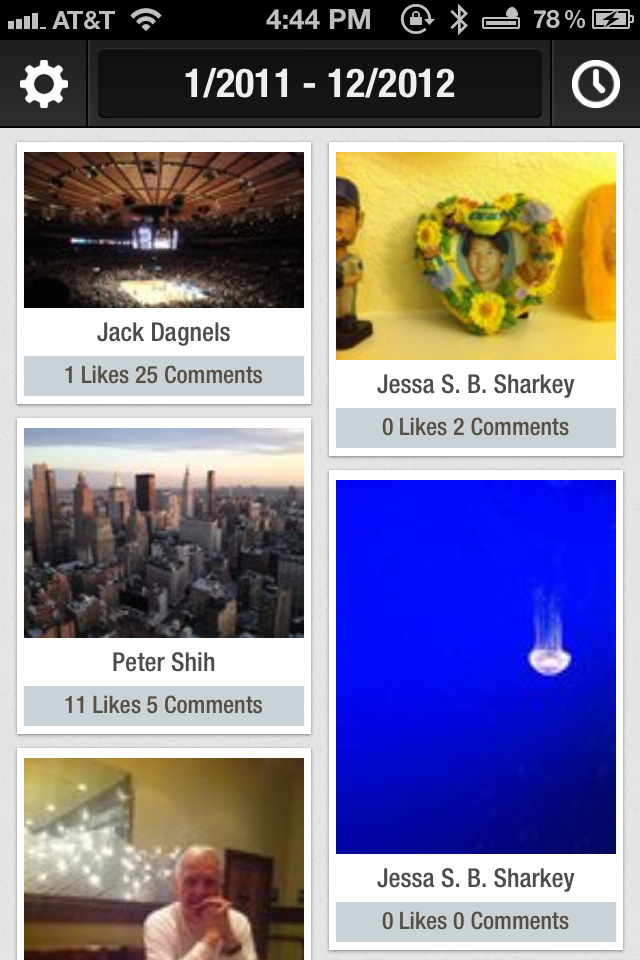 AT&T 4:44 PM 78 %
1/2011 - 12/2012
Jack Dagnels
1 Likes 25 Comments
Jessa S. B. Sharkey
0 Likes 2 Comments
Peter Shih
11 Likes 5 Comments
Jessa S. B. Sharkey
0 Likes 0 Comments